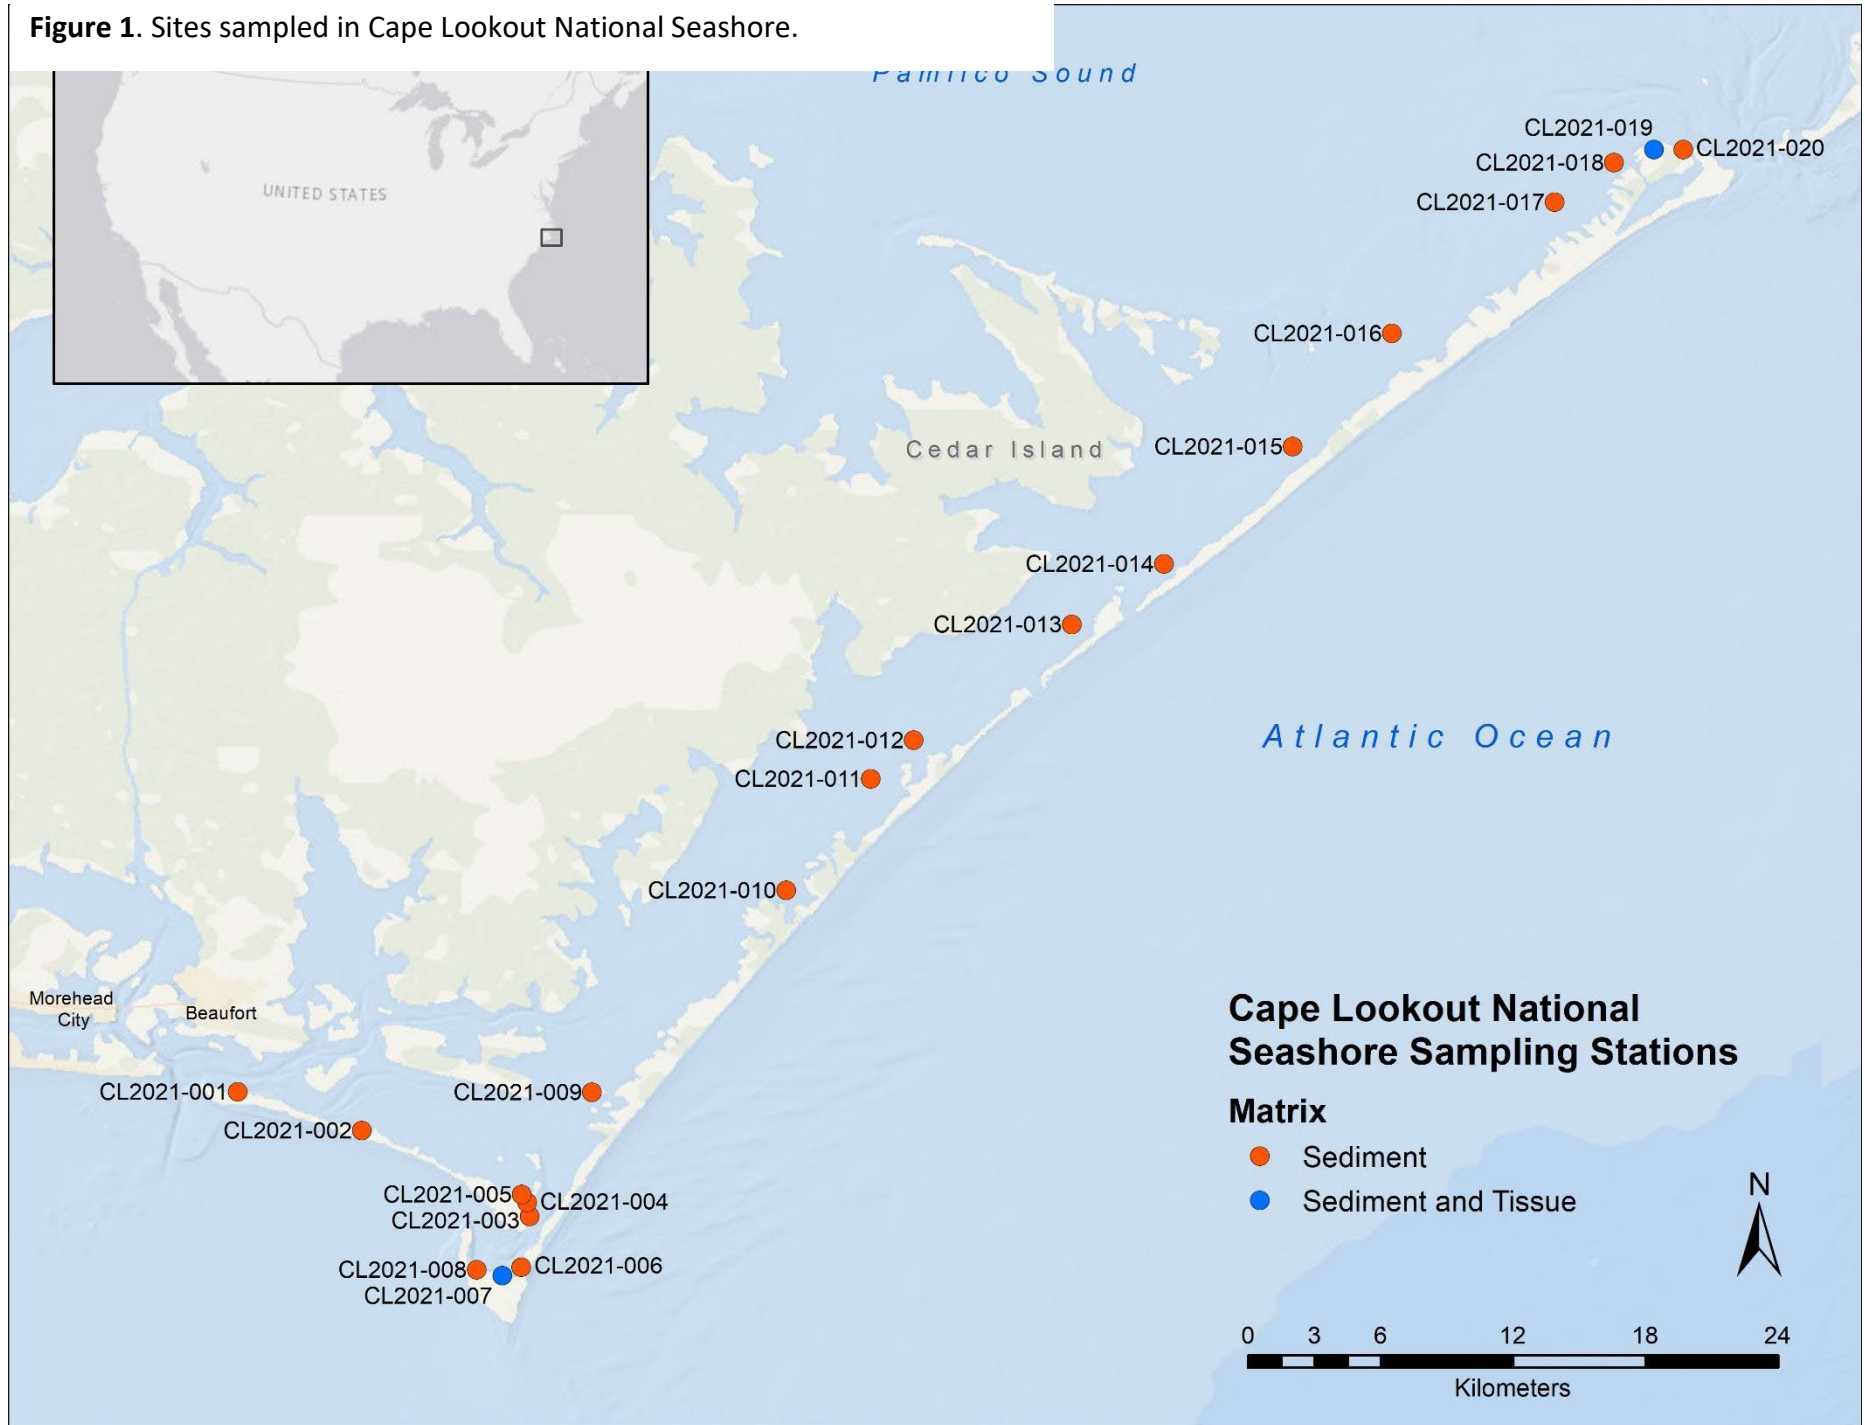 Figure 1. Sites sampled in Cape Lookout National Seashore.
Pamlico Sound
UNITED STATES
CL2021-019
CL2021-020
CL2021-018
CL2021-017
CL2021-016
Cedar Island
CL2021-015
CL2021-014
CL2021-013
Atlantic Ocean
CL2021-012
CL2021-011
CL2021-010
Morehead
City
Beaufort
CL2021-001
CL2021-009
CL2021-002
CL2021-005
CL2021-004
CL2021-003
CL2021-008
CL2021-006
CL2021-007
Cape Lookout National
Seashore Sampling Stations
Matrix
Sediment
Sediment and Tissue
N
0 3 6 12 18 24
Kilometers